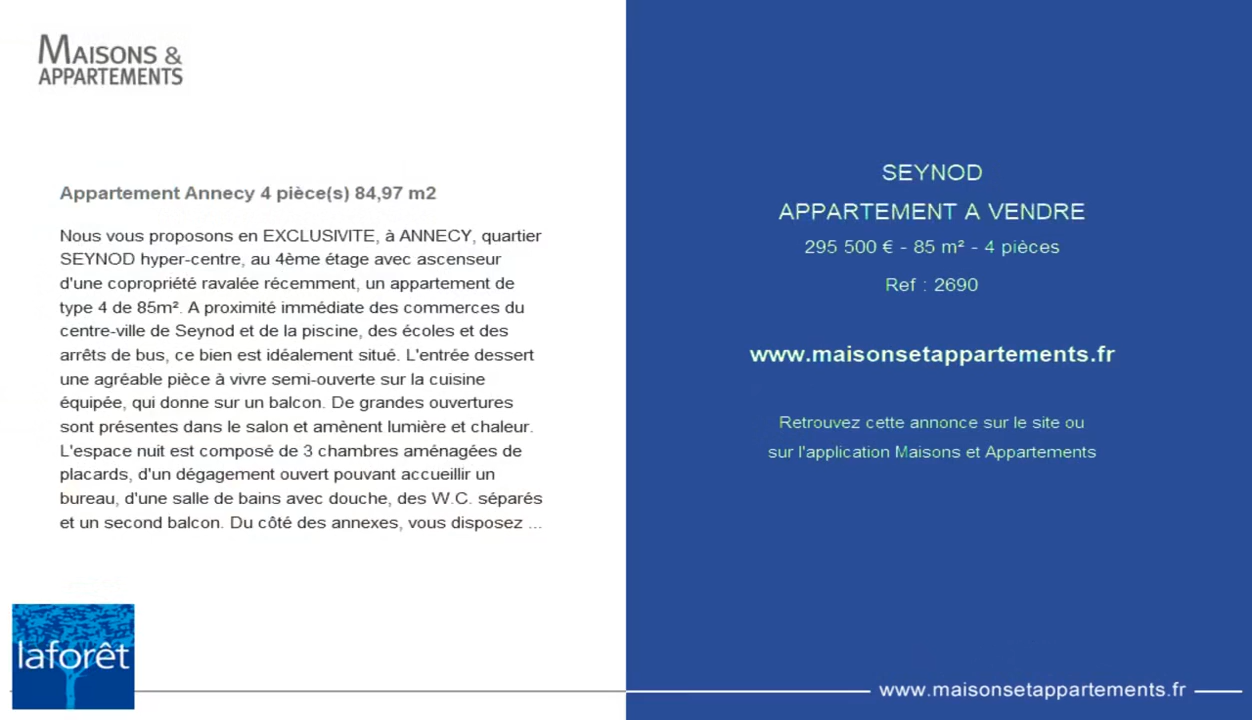 MAISONS &
APPARTEMENTS
Appartement Annecy 4 pièce(s) 84,97 m2
Nous vous proposons en EXCLUSIVITE, à ANNECY, quartier
SEYNOD hyper-centre, au 4ème étage avec ascenseur
d'une copropriété ravalée récemment, un appartement de
type 4 de 85m². A proximité immédiate des commerces du
centre-ville de Seynod et de la piscine, des écoles et des
arrêts de bus, ce bien est idéalement situé. L'entrée dessert
une agréable pièce à vivre semi-ouverte sur la cuisine
équipée, qui donne sur un balcon. De grandes ouvertures
sont présentes dans le salon et amènent lumière et chaleur.
L'espace nuit est composé de 3 chambres aménagées de
placards, d'un dégagement ouvert pouvant accueillir un
bureau, d'une salle de bains avec douche, des W.C. séparés
et un second balcon. Du côté des annexes, vous disposez ...
laforêt
SEYNOD
APPARTEMENT A VENDRE
295 500 € - 85 m² - 4 pièces
Ref : 2690
www.maisonsetappartements.fr
Retrouvez cette annonce sur le site ou
sur l'application Maisons et Appartements
www.maisonsetappartements.fr